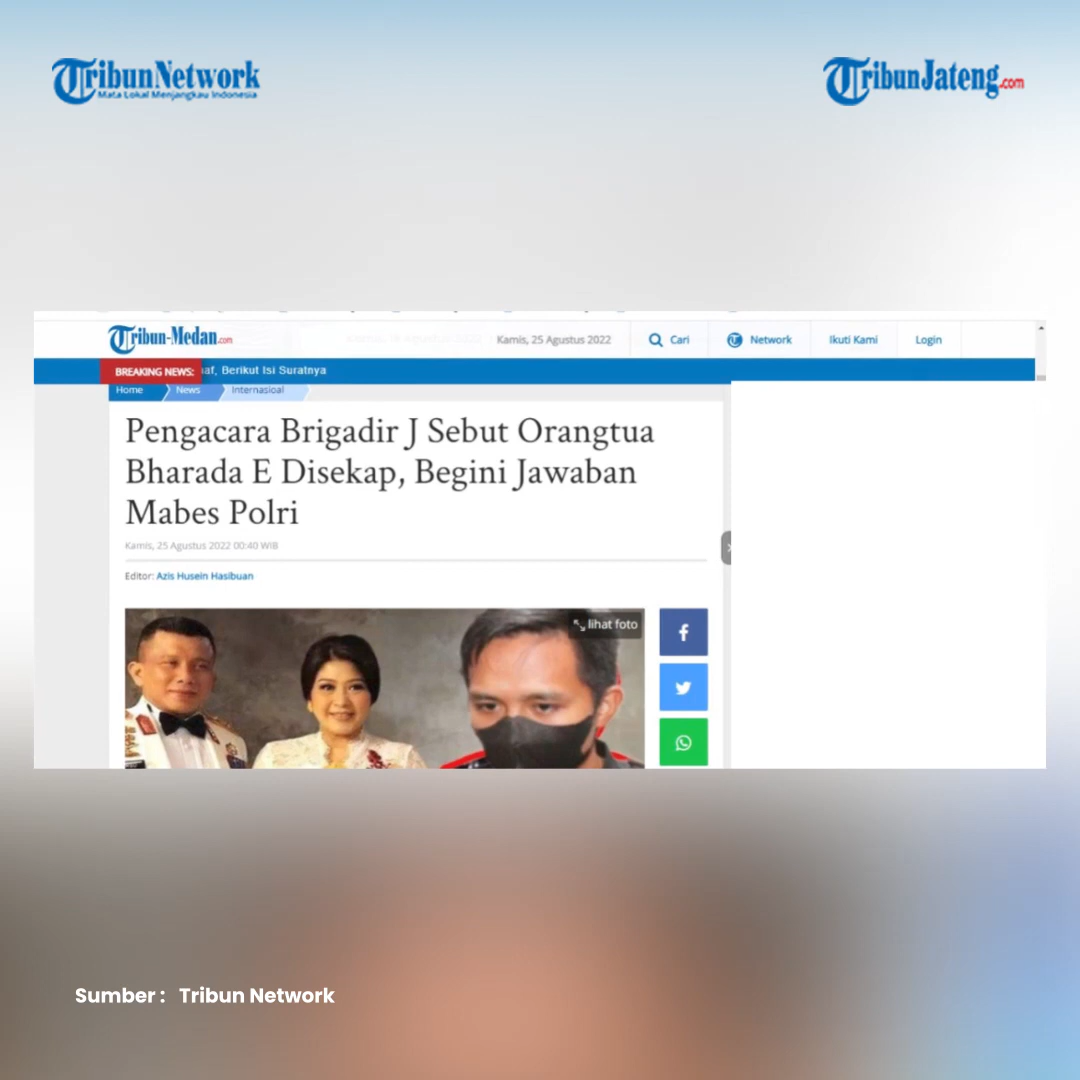 TribunNetwork
Mata Lokal Menjangkau Indonesia
TribunJateng.com
Tribun-Medan.com
Kamis, 25 Agustus 2022
Cari
Network
Ikuti Kami
Login
BREAKING NEWS: af, Berikut Isi Suratnya
Home
News
Internasioal
Pengacara Brigadir J Sebut Orangtua
Bharada E Disekap, Begini Jawaban
Mabes Polri
Kamis, 25 Agustus 2022 00:40 WIB
Editor: Azis Husein Hasibuan
lihat foto
Sumber : Tribun Network